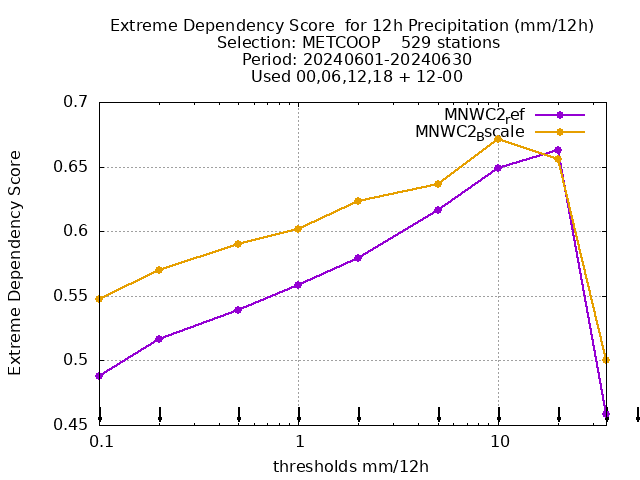 Extreme Dependency Score  for 12h Precipitation (mm/12h)
Selection: METCOOP    529 stations
Period: 20240601-20240630
Used 00,06,12,18 + 12-00
MNWC2ref
MNWC2Bscale
0.7
0.65
0.6
0.55
0.5
0.45
Extreme Dependency Score
0.1 1 10
thresholds mm/12h